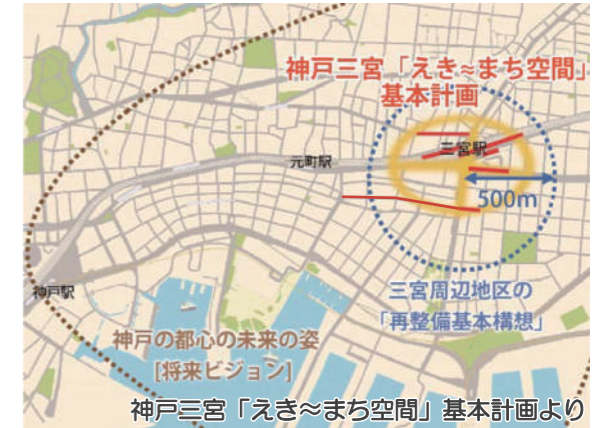 神戸三宮「えき≈まち空間」
基本計画
三宮駅
元町駅
500m
神戸駅
三宮周辺地区の
「再整備基本構想」
神戸の都心の未来の姿
[将来ビジョン]
神戸三宮「えき≈まち空間」基本計画より